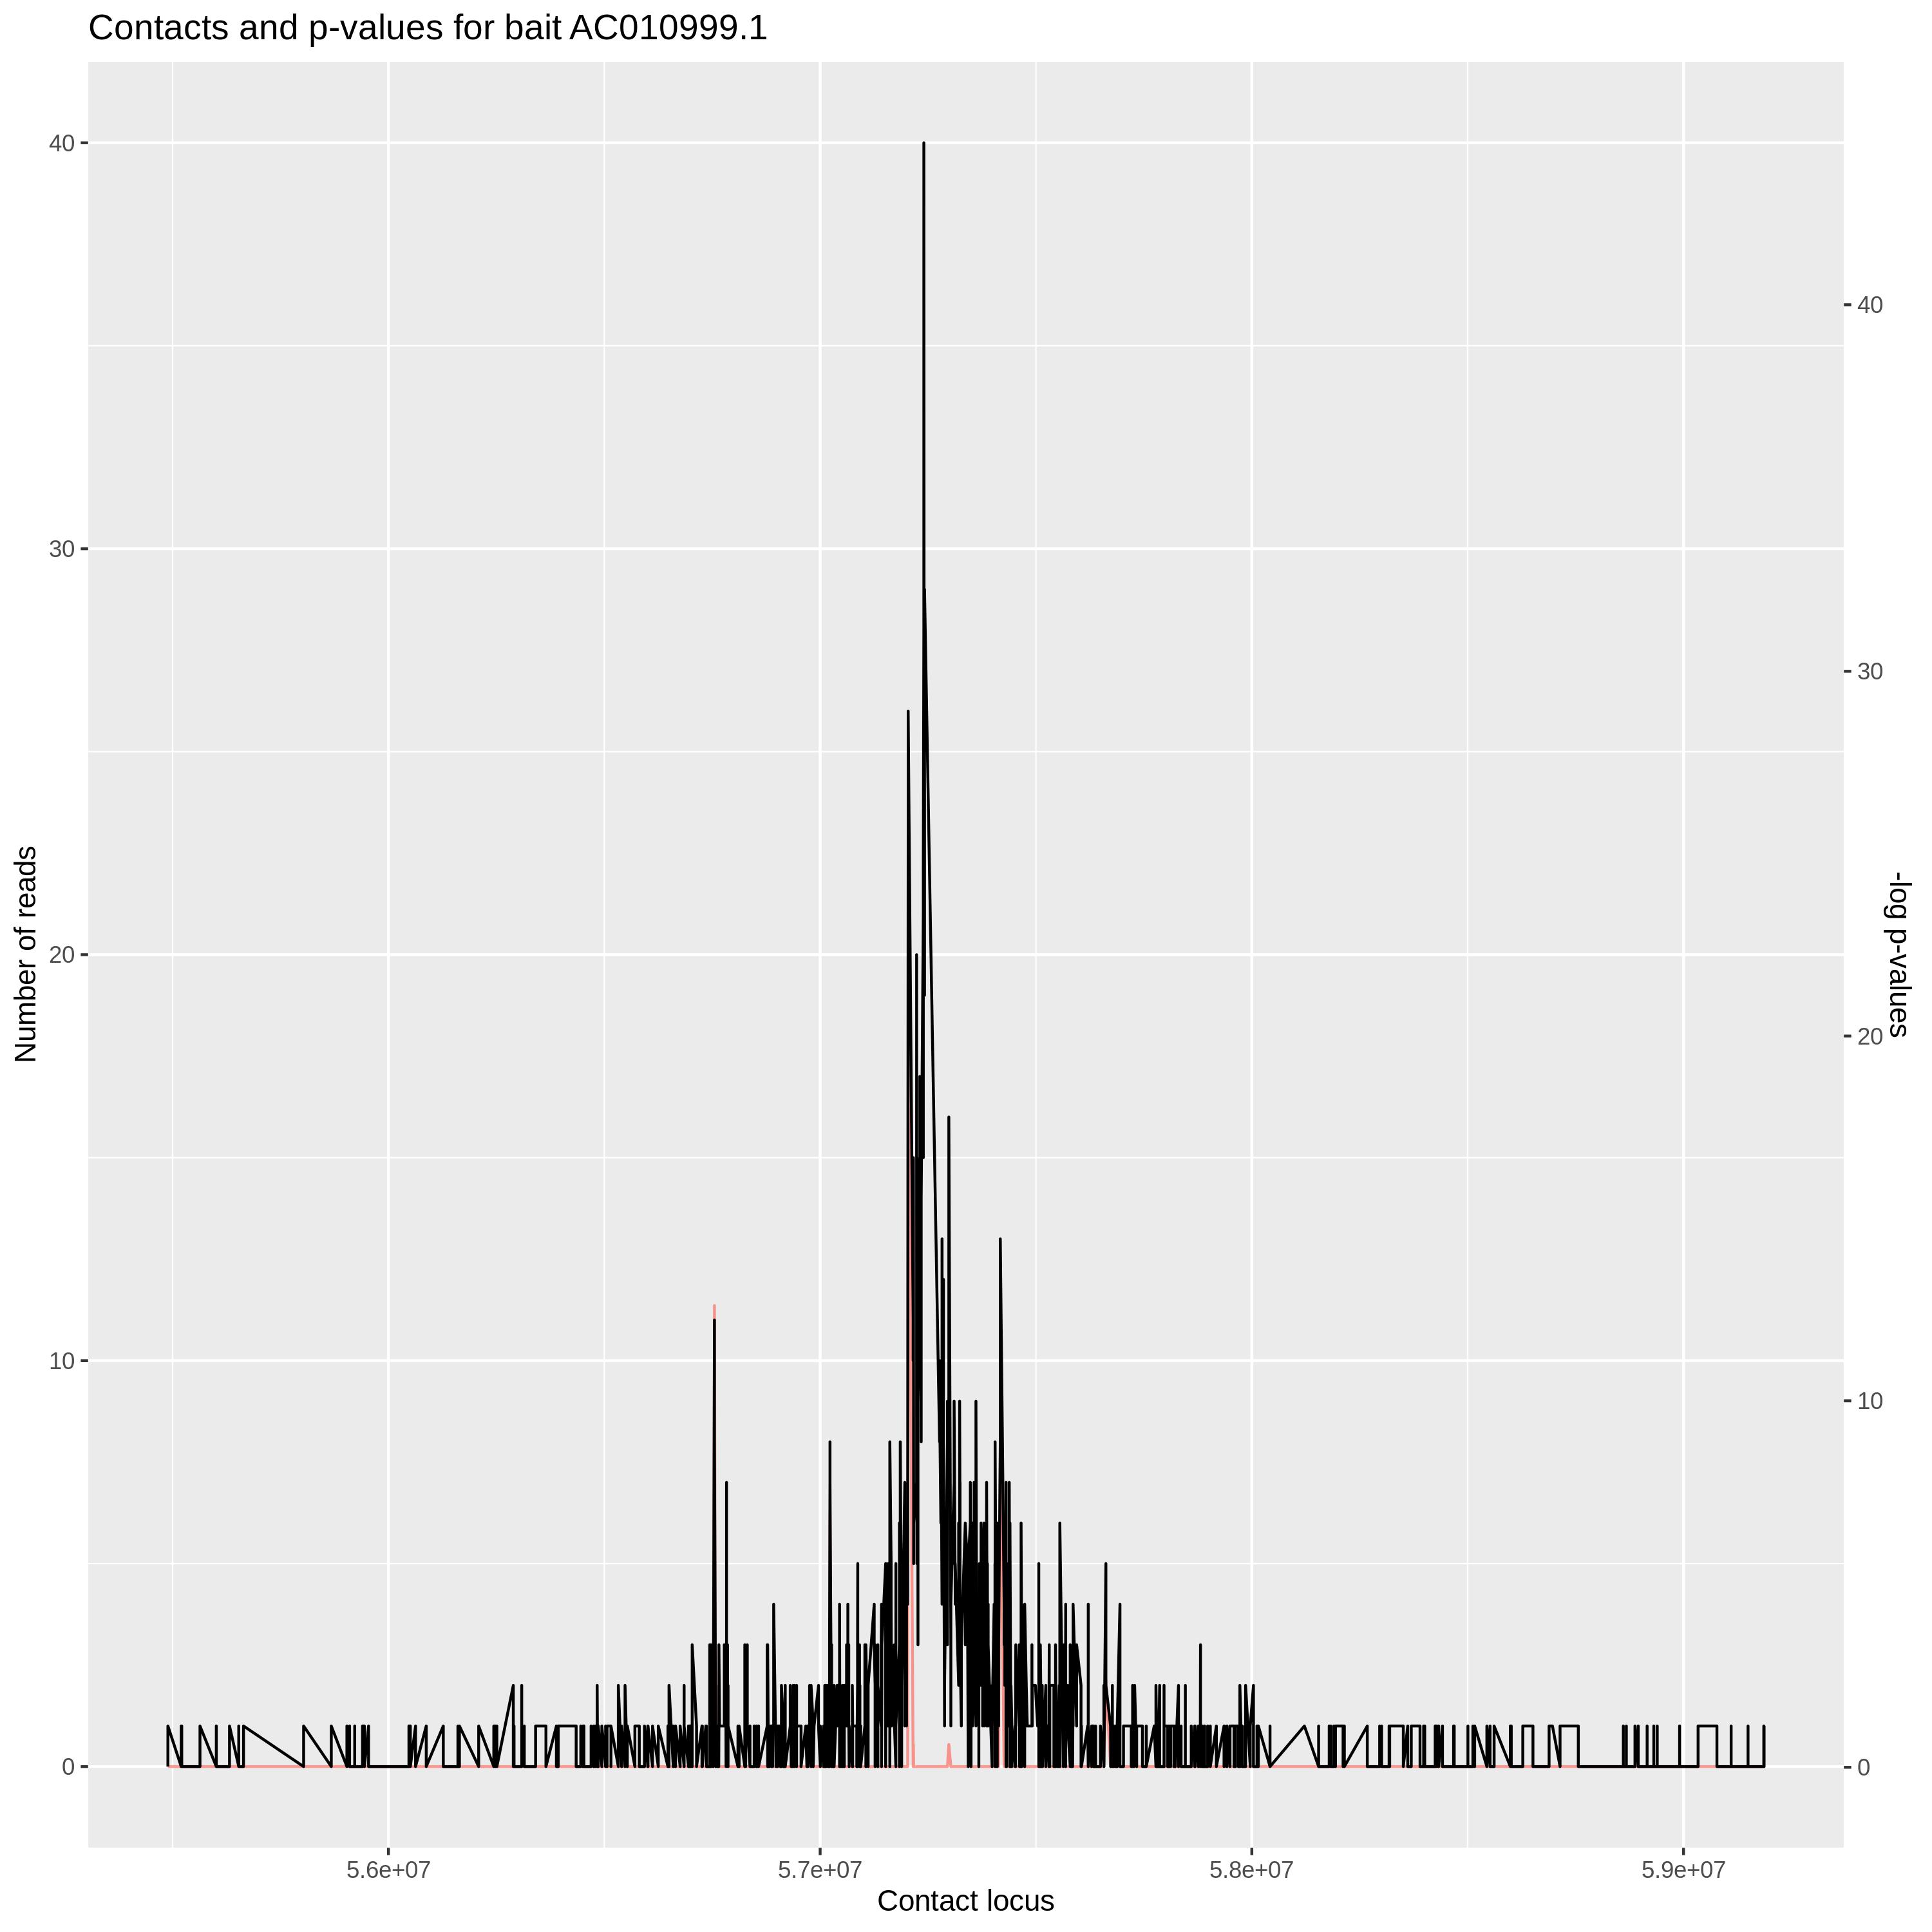 Contacts and p-values for bait AC010999.1
40
30
20
10
0
Number of reads
40
30
20
10
0
-log p-values
5.6e+07 5.7e+07 5.8e+07 5.9e+07
Contact locus